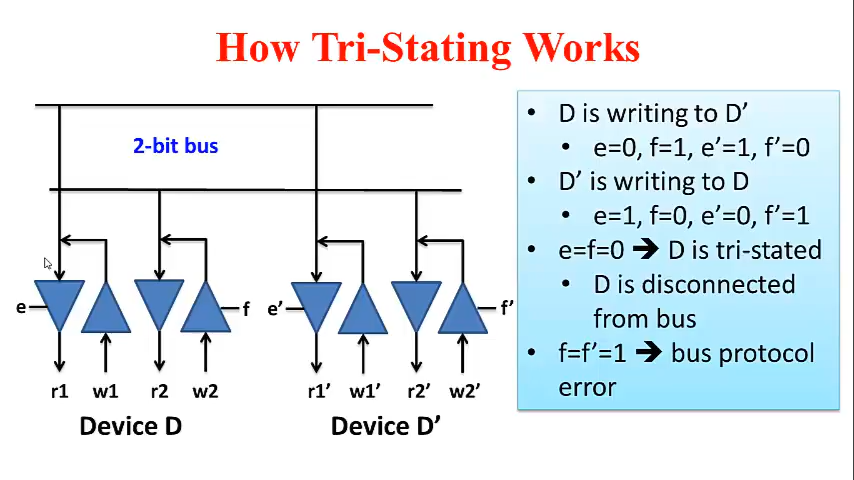 How Tri-Stating Works
2-bit bus
e
f
e’
f’
r1 w1 r2 w2
r1’ w1’ r2’ w2’
Device D
Device D’
• D is writing to D’
• e=0, f=1, e’=1, f’=0
• D’ is writing to D
• e=1, f=0, e’=0, f’=1
• e=f=0 ➔ D is tri-stated
• D is disconnected
from bus
• f=f’=1 ➔ bus protocol
error